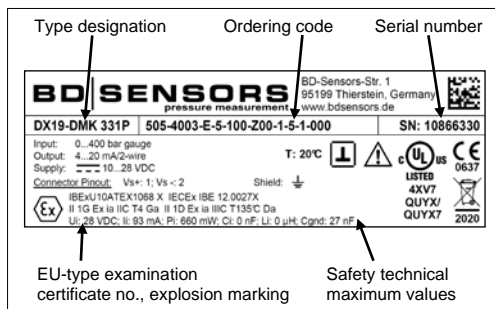 Type designation Ordering code Serial number
BD|SENSORS
pressure measurement
BD-Sensors-Str. 1
95199 Thierstein, Germany
www.bdsensors.de
DX19-DMK 331P 505-4003-E-5-100-Z00-1-5-1-000 SN: 10866330
Input: 0...400 bar gauge
Output: 4...20 mA/2-wire
Supply: 10...28 VDC
T: 20°C
Connector Pinout: Vs+: 1; Vs-: 2 Shield:
IBExU10ATEX1068 X IECEx IBE 12.0027X
II 1G Ex ia IIC T4 Ga II 1D Ex ia IIIC T135°C Da
Ui: 28 VDC; Ii: 93 mA; Pi: 660 mW; Ci: 0 nF; Li: 0 µH; Cgnd: 27 nF
Ex
c UL us
LISTED
4XV7
QUYX/
QUYX7
CE
0637
2020
EU-type examination
certificate no., explosion marking
Safety technical
maximum values